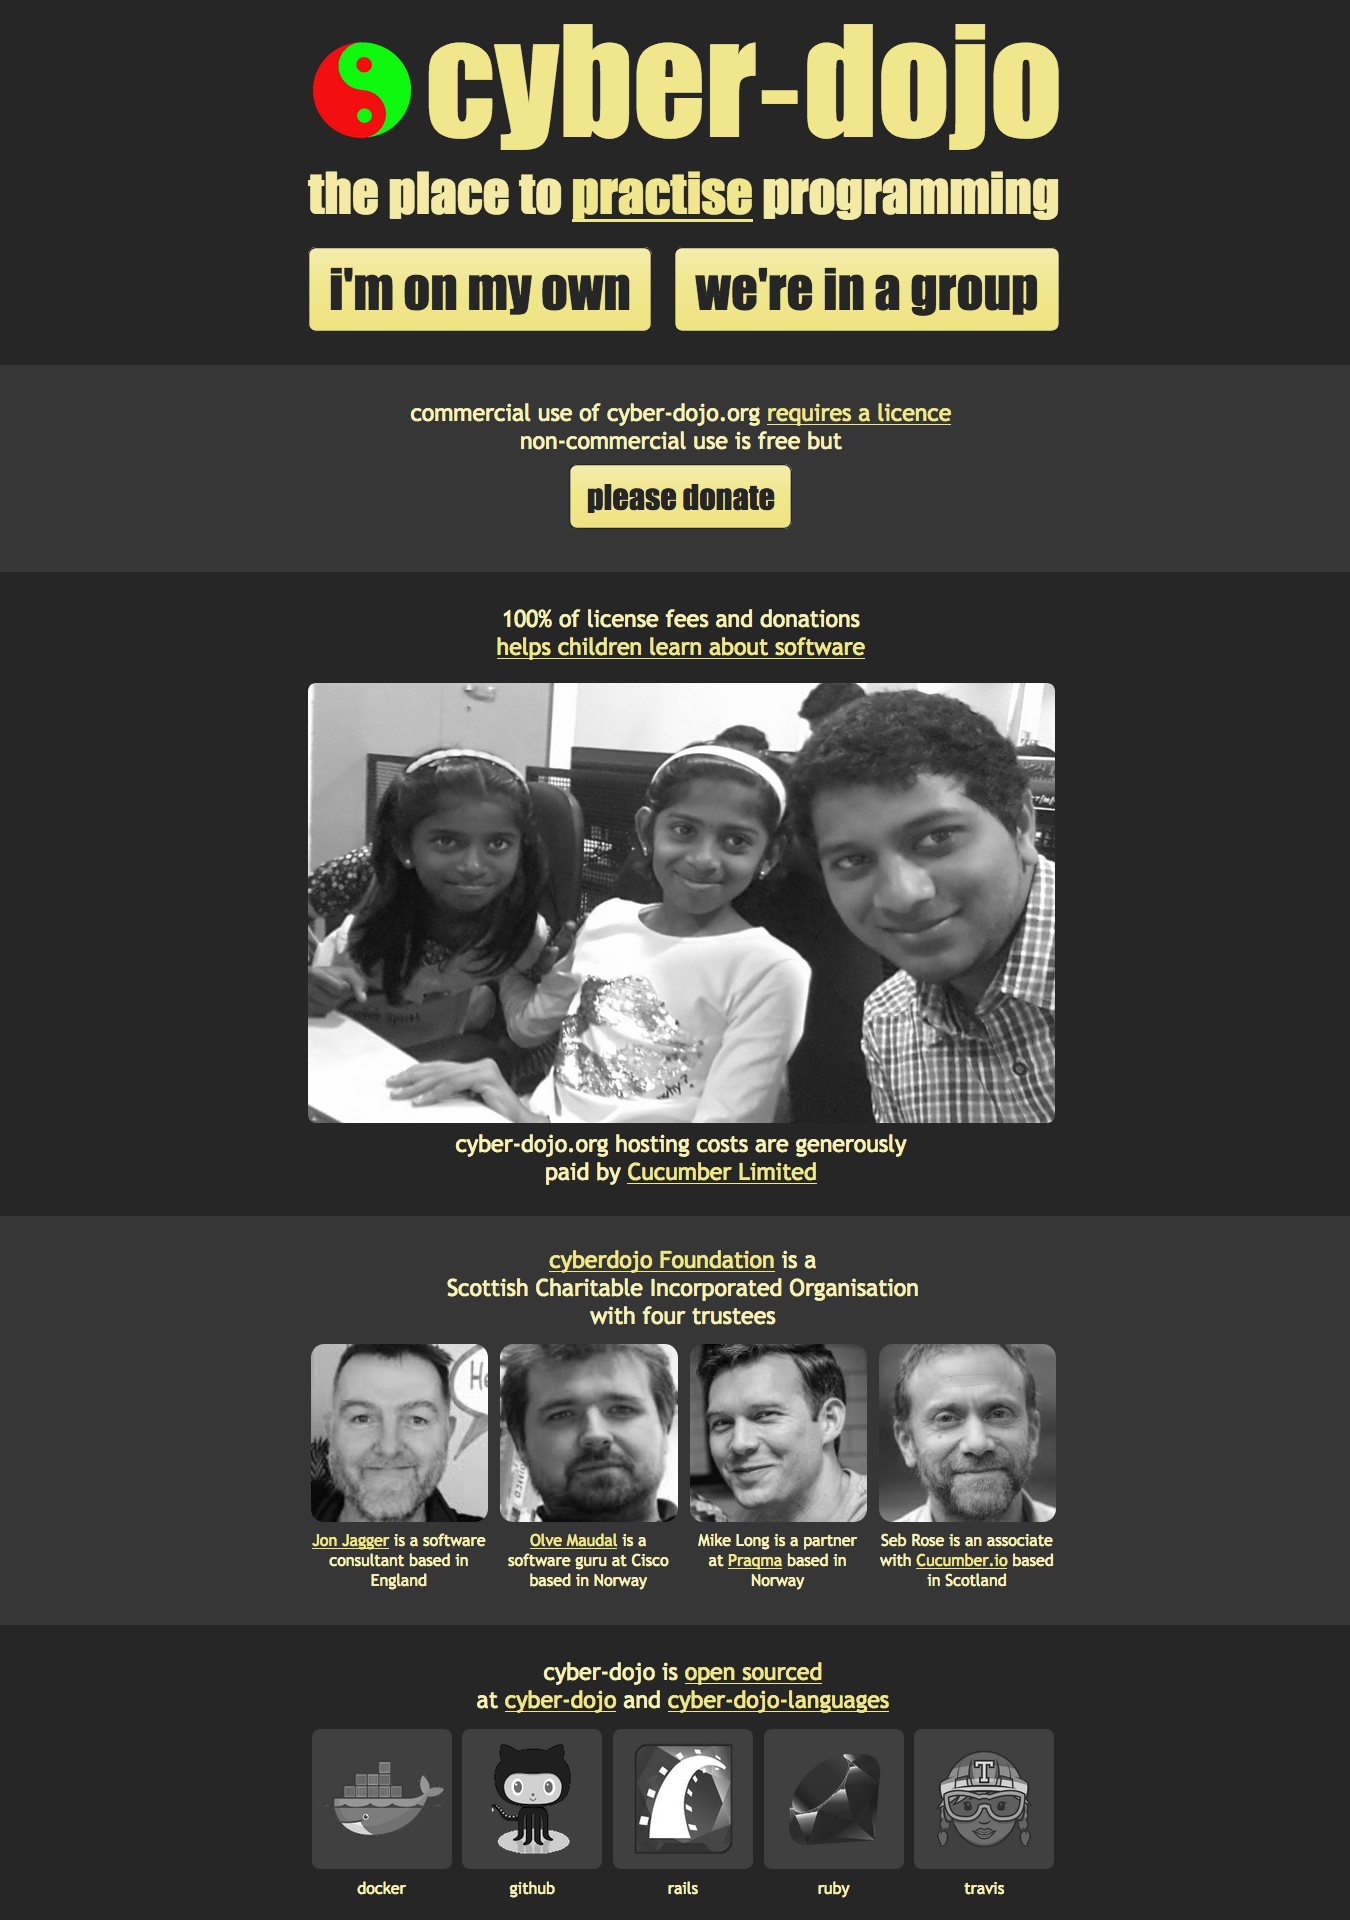 cyber-dojo
the place to practise programming
i'm on my own
we're in a group
commercial use of cyber-dojo.org requires a licence
non-commercial use is free but
please donate
100% of license fees and donations
helps children learn about software
why?
cyber-dojo.org hosting costs are generously
paid by Cucumber Limited
cyberdojo Foundation is a
Scottish Charitable Incorporated Organisation
with four trustees
He
Jon Jagger is a software
consultant based in
England
Olve Maudal is a
software guru at Cisco
based in Norway
Mike Long is a partner
at Praqma based in
Norway
Seb Rose is an associate
with Cucumber.io based
in Scotland
cyber-dojo is open sourced
at cyber-dojo and cyber-dojo-languages
T
docker
github
rails
ruby
travis